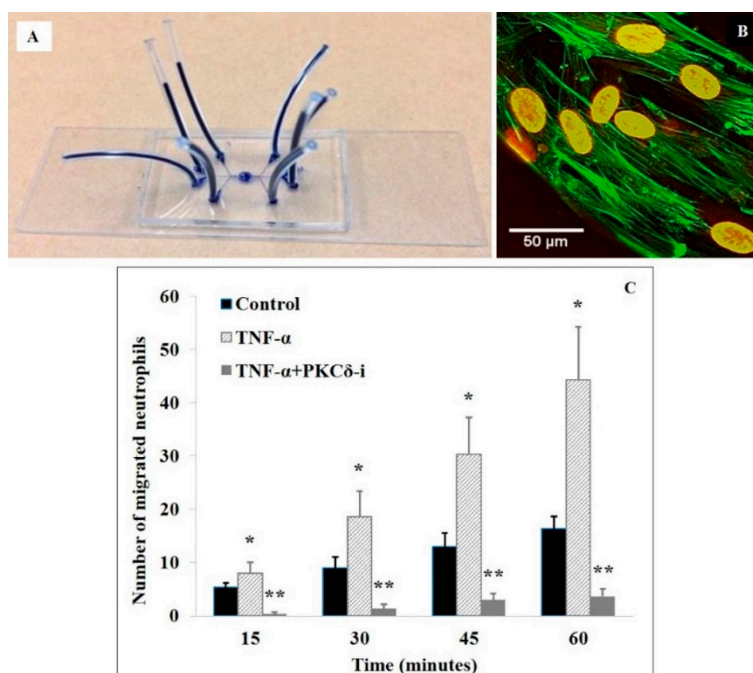 A
B
50 µm
C
60
50
40
30
20
10
0
Number of migrated neutrophils
Control
TNF-α
TNF-α+PKCδ-i
*
**
*
**
*
**
*
**
15 30 45 60
Time (minutes)